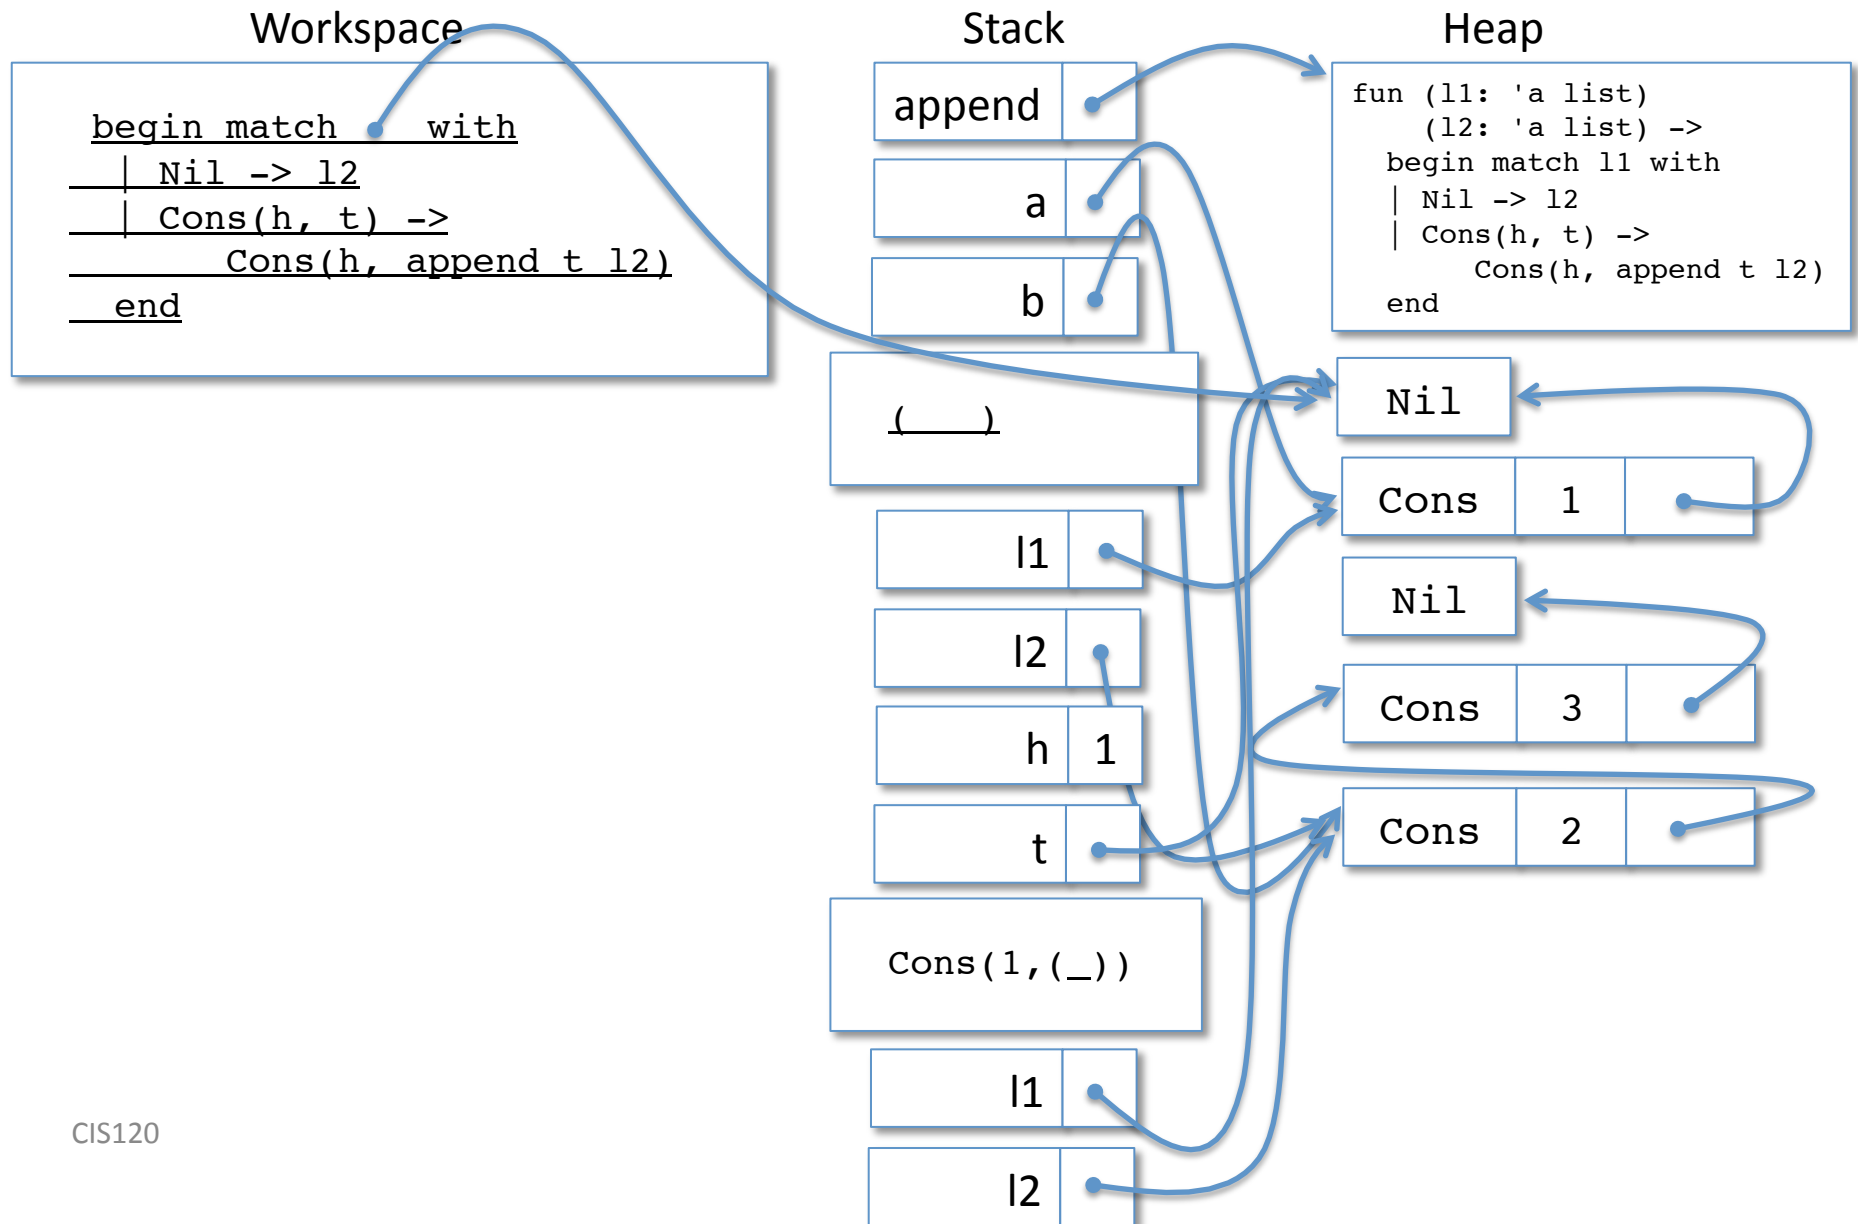 Workspace
begin match with
| Nil -> l2
| Cons(h, t) ->
Cons(h, append t l2)
end
Stack
append
a
b
(___)
l1
l2
h 1
t
Cons(1,(_))
l1
l2
Heap
fun (l1: 'a list)
(l2: 'a list) ->
begin match l1 with
| Nil -> l2
| Cons(h, t) ->
Cons(h, append t l2)
end
Nil
Cons 1
Nil
Cons 3
Cons 2
CIS120